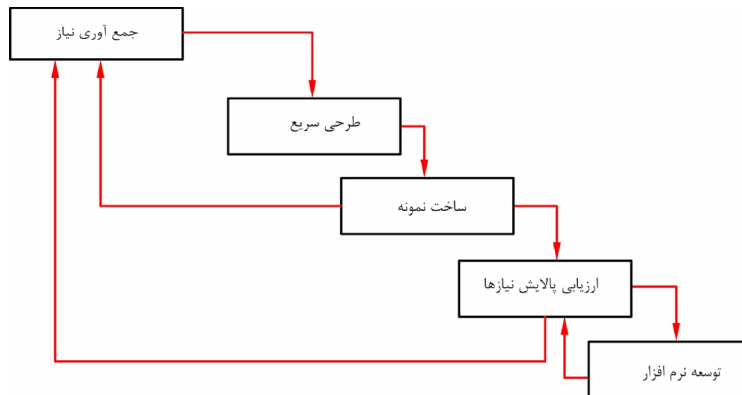 جمع آوری نیاز
طرحی سریع
ساخت نمونه
ارزیابی پالایش نیازها
توسعه نرم افزار